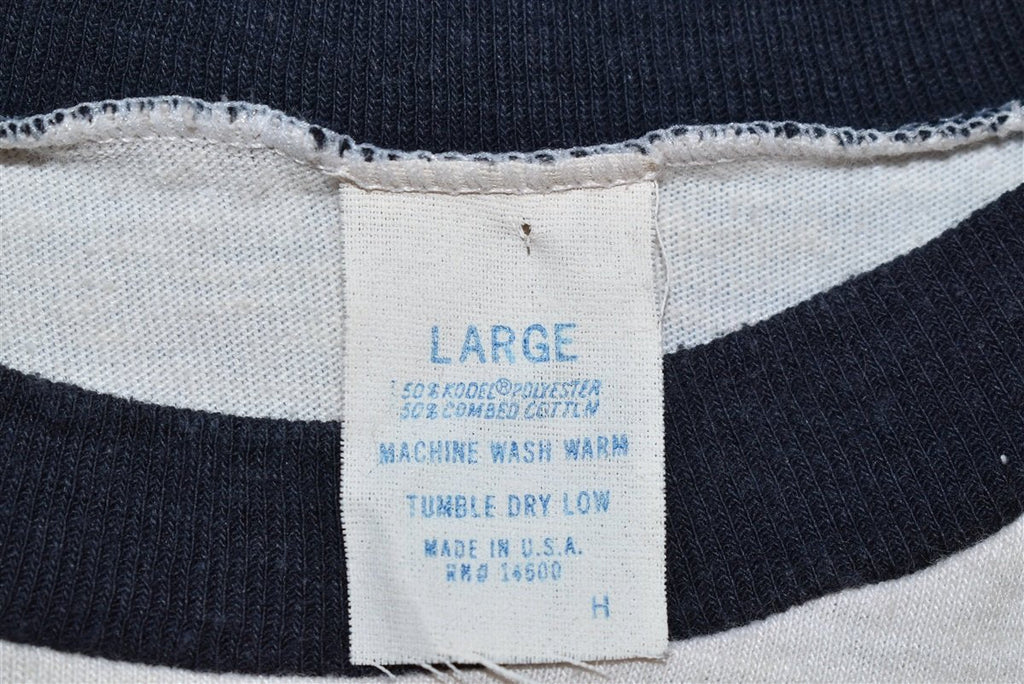 LARGE
50% KODEL® POLYESTER
50% COMBED COTTON
MACHINE WASH WARM
TUMBLE DRY LOW
MADE IN U.S.A.
RN# 14600
H